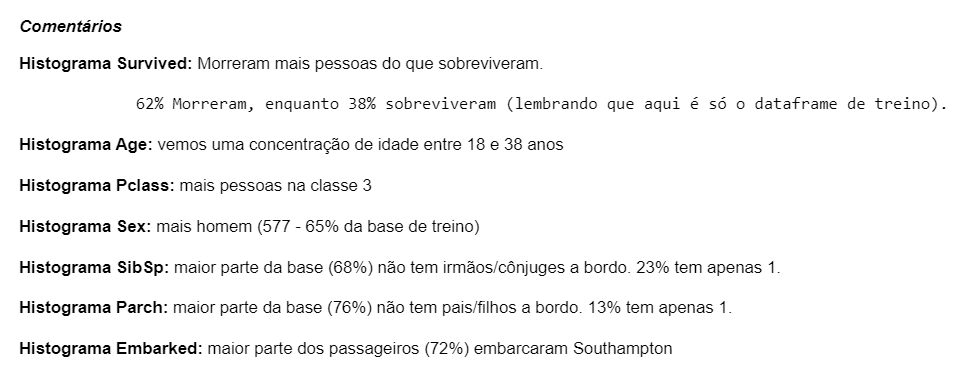 Comentários
Histograma Survived: Morreram mais pessoas do que sobreviveram.
62% Morreram, enquanto 38% sobreviveram (lembrando que aqui é só o dataframe de treino).
Histograma Age: vemos uma concentração de idade entre 18 e 38 anos
Histograma Pclass: mais pessoas na classe 3
Histograma Sex: mais homem (577 - 65% da base de treino)
Histograma SibSp: maior parte da base (68%) não tem irmãos/cônjuges a bordo. 23% tem apenas 1.
Histograma Parch: maior parte da base (76%) não tem pais/filhos a bordo. 13% tem apenas 1.
Histograma Embarked: maior parte dos passageiros (72%) embarcaram Southampton